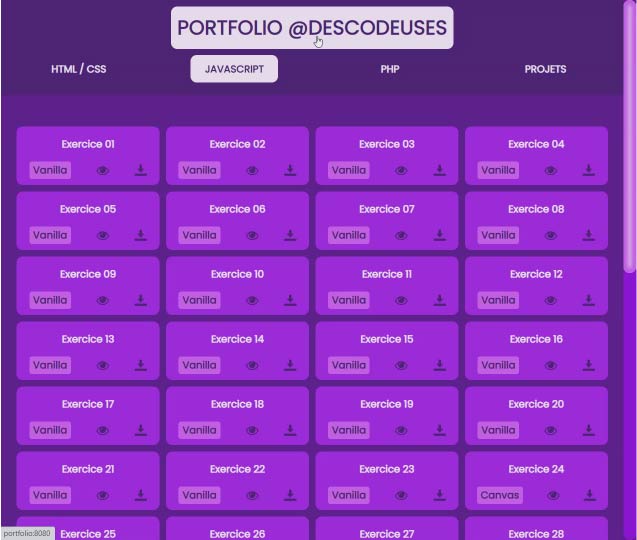 PORTFOLIO @DESCODEUSES
HTML / CSS JAVASCRIPT PHP PROJETS
Exercice 01 Exercice 02 Exercice 03 Exercice 04
Vanilla Vanilla Vanilla Vanilla
Exercice 05 Exercice 06 Exercice 07 Exercice 08
Vanilla Vanilla Vanilla Vanilla
Exercice 09 Exercice 10 Exercice 11 Exercice 12
Vanilla Vanilla Vanilla Vanilla
Exercice 13 Exercice 14 Exercice 15 Exercice 16
Vanilla Vanilla Vanilla Vanilla
Exercice 17 Exercice 18 Exercice 19 Exercice 20
Vanilla Vanilla Vanilla Vanilla
Exercice 21 Exercice 22 Exercice 23 Exercice 24
Vanilla Vanilla Vanilla Canvas
Exercice 25 Exercice 26 Exercice 27 Exercice 28
portfolio:8080